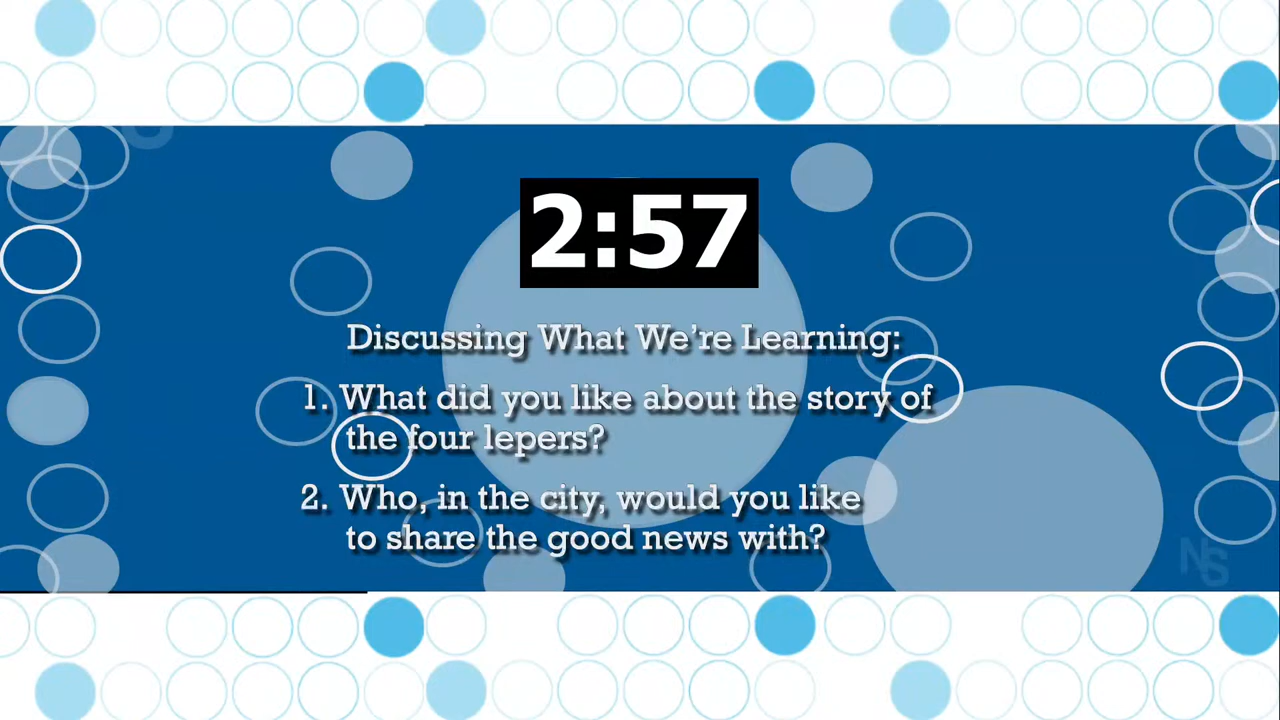 2:57
Discussing What We're Learning:
1. What did you like about the story of
the four lepers?
2. Who, in the city, would you like
to share the good news with?
NS